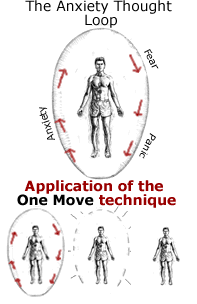 The Anxiety Thought
Loop
Fear
Anxiety
Panic
Application of the
One Move technique